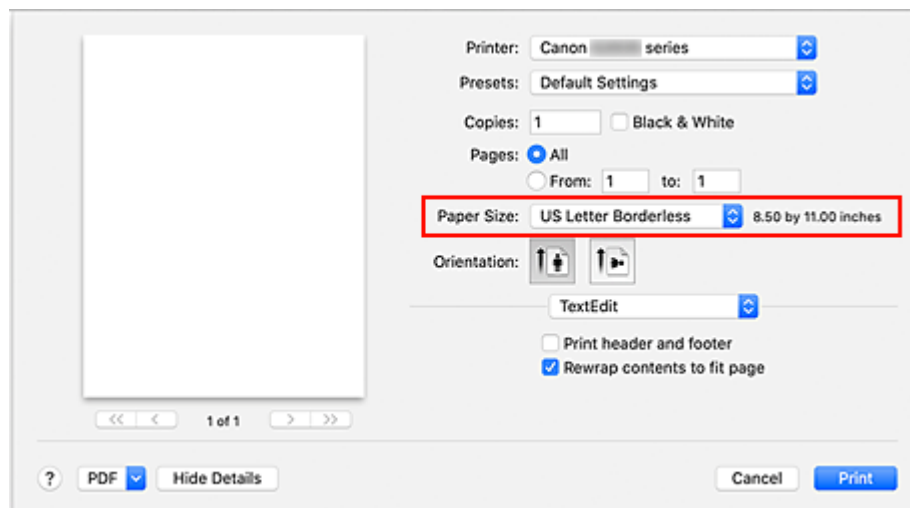 Printer: Canon series
Presets: Default Settings
Copies: 1 Black & White
Pages: All
From: 1 to: 1
Paper Size: US Letter Borderless 8.50 by 11.00 inches
Orientation:
TextEdit
Print header and footer
Rewrap contents to fit page
<< < 1 of 1 > >>
? PDF Hide Details Cancel Print